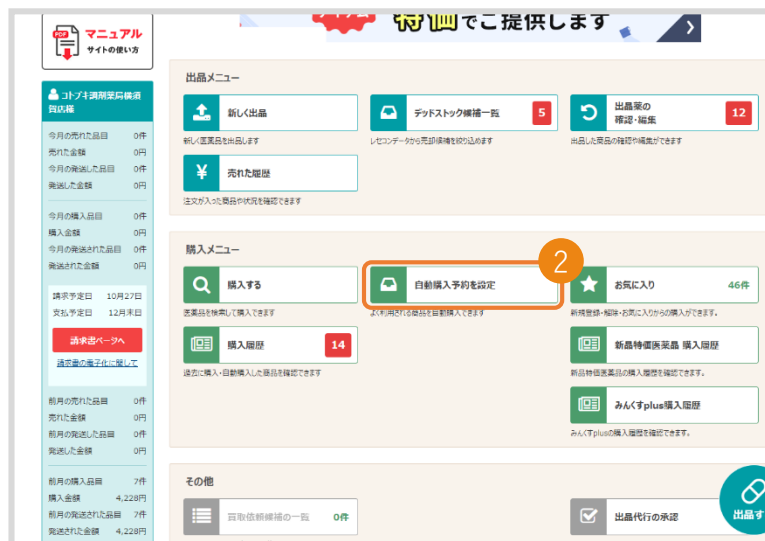 PDF
マニュアル
サイトの使い方
特価でご提供します
コトブキ調剤薬局横須
賀店様
今月の売れた品目 0件
売れた金額 0円
今月の発送した品目 0件
発送した金額 0円
今月の購入品目 0件
購入金額 0円
今月の発送された品目 0件
発送された金額 0円
請求予定日 10月27日
支払予定日 12月末日
請求書ページへ
請求書の電子化に関して
前月の売れた品目 0件
売れた金額 0円
前月の発送した品目 0件
発送した金額 0円
前月の購入品目 7件
購入金額 4,228円
前月の発送された品目 7件
発送された金額 4,228円
出品メニュー
新しく出品
新しく医薬品を出品します
デッドストック候補一覧 5
レセコンデータから売却候補を絞り込めます
出品薬の
確認・編集 12
出品した商品の確認や編集ができます
売れた履歴
注文が入った商品や状況を確認できます
購入メニュー
2
購入する
医薬品を検索して購入できます
自動購入予約を設定
よく利用される商品を自動購入できます
お気に入り 46件
新規登録・解除・お気に入りからの購入ができます。
購入履歴 14
過去に購入・自動購入した商品を確認できます
新品特価医薬品 購入履歴
新品特価医薬品の購入履歴を確認できます。
みんくすplus購入履歴
みんくすplusの購入履歴を確認できます。
その他
買取依頼候補の一覧 0件
出品代行の承認
出品す